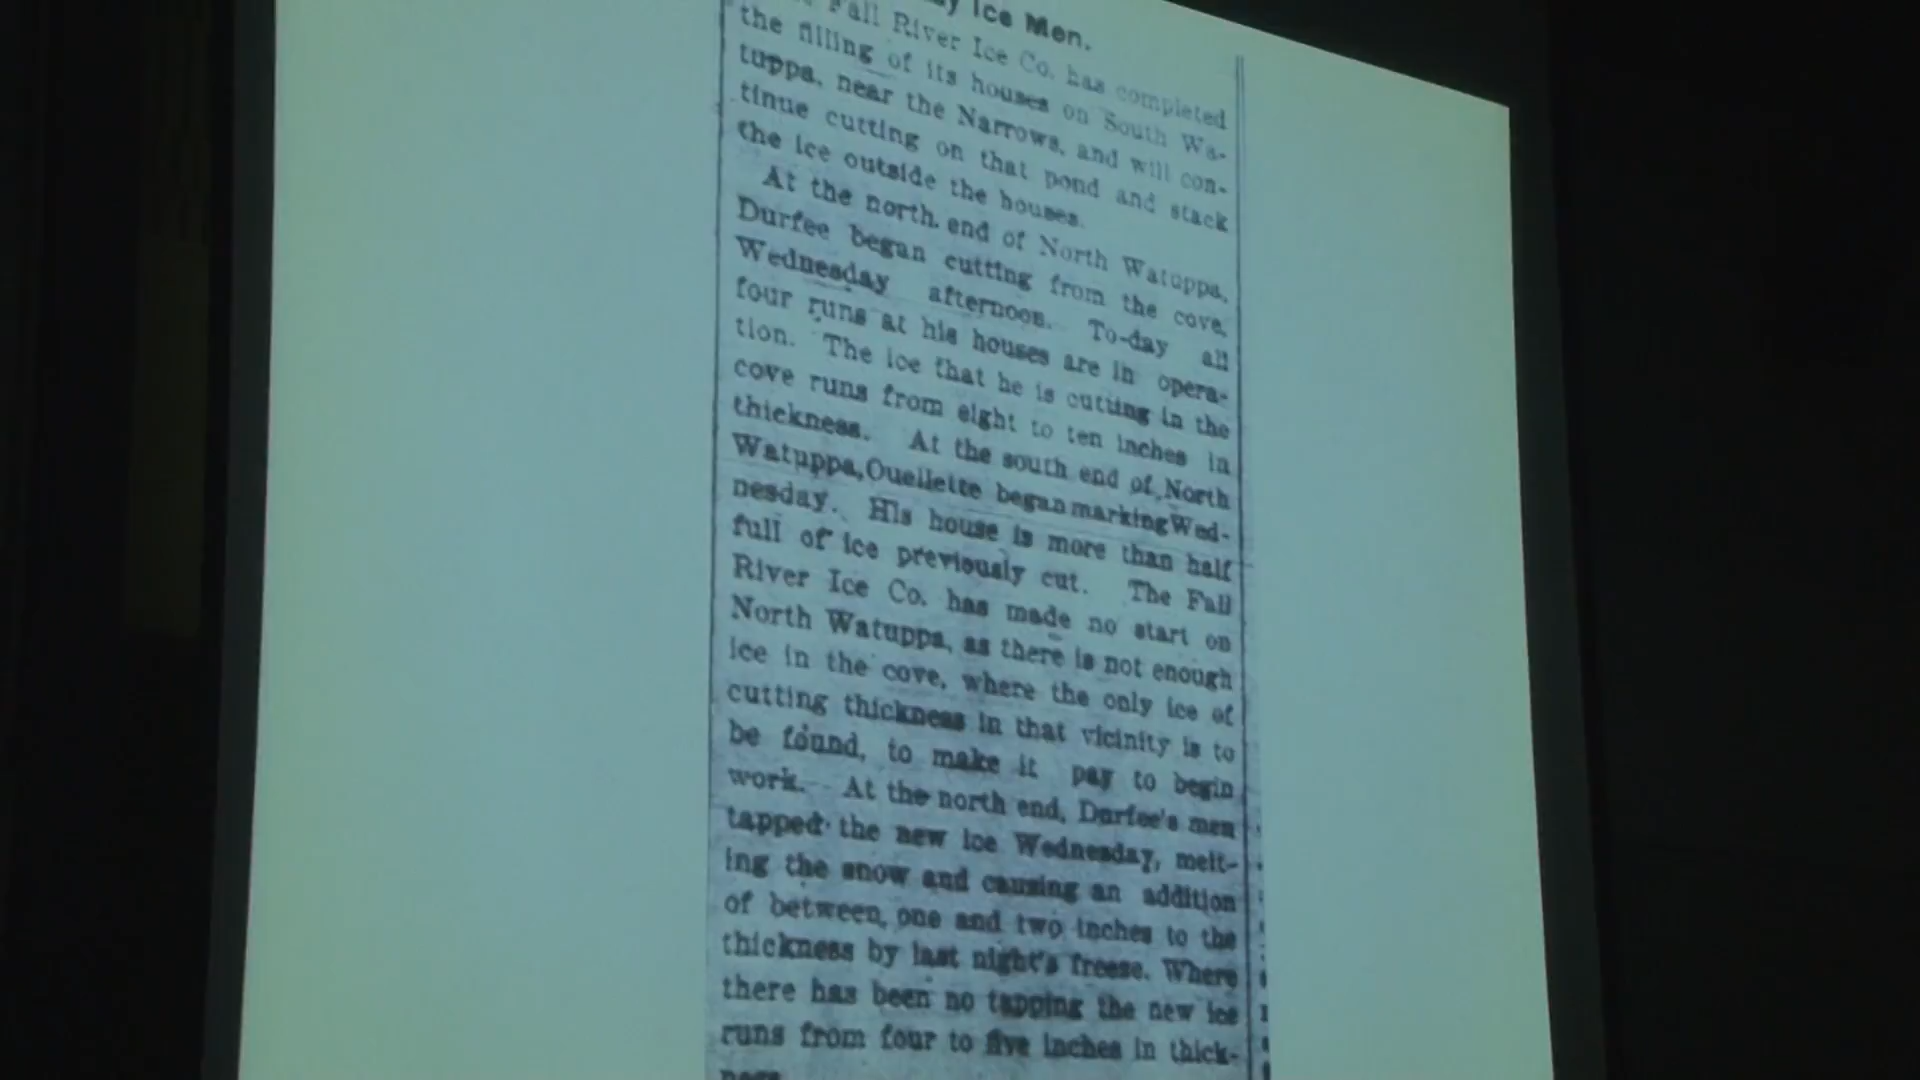 Ice Men.
Fall River Ice Co. has completed
the filling of its houses on South Wa-
tuppa, near the Narrows, and will con-
tinue cutting on that pond and stack
the ice outside the houses.
At the north end of North Watuppa,
Durfee began cutting from the cove,
Wednesday afternoon. To-day all
four runs at his houses are in opera-
tion. The ice that he is cutting in the
cove runs from eight to ten inches in
thickness. At the south end of North
Watuppa, Ouellette began marking Wed-
nesday. His house is more than half
full of ice previously cut. The Fall
River Ice Co. has made no start on
North Watuppa, as there is not enough
ice in the cove, where the only ice of
cutting thickness in that vicinity is to
be found, to make it pay to begin
work. At the north end, Durfee's men
tapped the new ice Wednesday, melt-
ing the snow and causing an addition
of between one and two inches to the
thickness by last night's freeze. Where
there has been no tapping the new ice
runs from four to five inches in thick-
ness